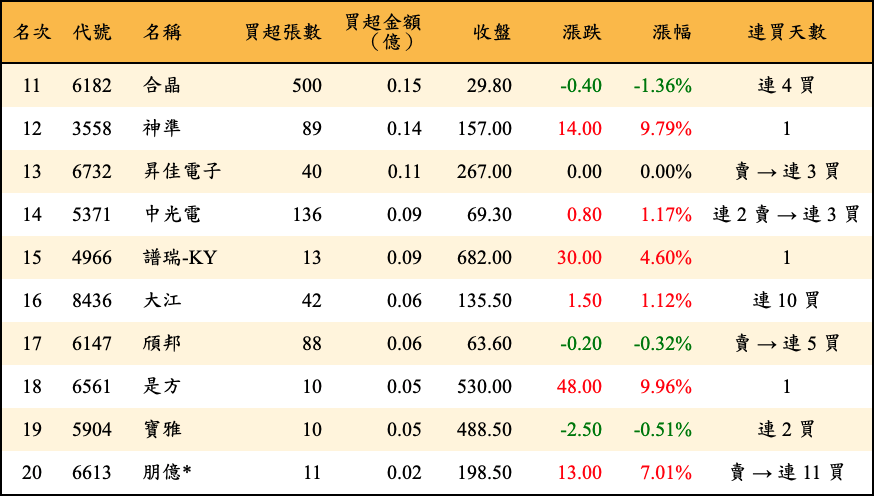 名次 代號 名稱 買超張數 買超金額（億） 收盤 漲跌 漲幅 連買天數
11 6182 合晶 500 0.15 29.80 -0.40 -1.36% 連 4 買
12 3558 神準 89 0.14 157.00 14.00 9.79% 1
13 6732 昇佳電子 40 0.11 267.00 0.00 0.00% 賣 → 連 3 買
14 5371 中光電 136 0.09 69.30 0.80 1.17% 連 2 賣 → 連 3 買
15 4966 譜瑞-KY 13 0.09 682.00 30.00 4.60% 1
16 8436 大江 42 0.06 135.50 1.50 1.12% 連 10 買
17 6147 頎邦 88 0.06 63.60 -0.20 -0.32% 賣 → 連 5 買
18 6561 是方 10 0.05 530.00 48.00 9.96% 1
19 5904 寶雅 10 0.05 488.50 -2.50 -0.51% 連 2 買
20 6613 朋億* 11 0.02 198.50 13.00 7.01% 賣 → 連 11 買